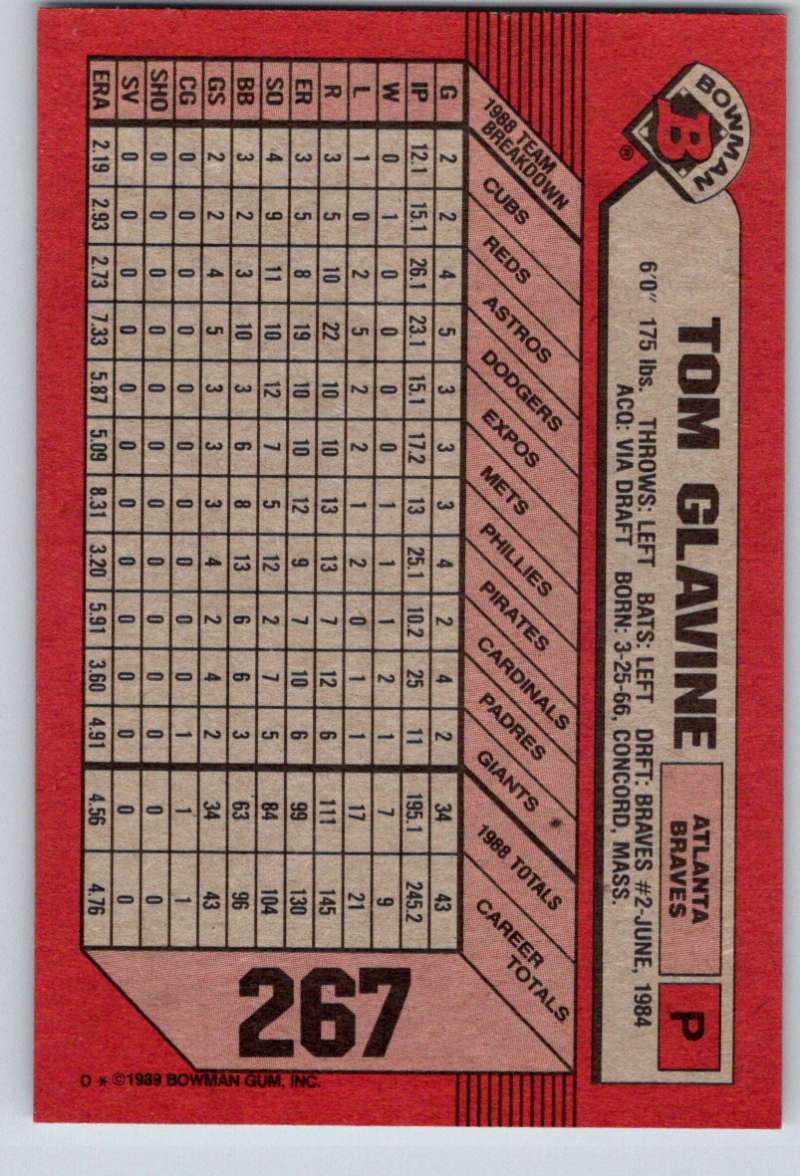 BOWMAN
B
®
TOM GLAVINE
ATLANTA
BRAVES
P
6'0" 175 lbs. THROWS: LEFT BATS: LEFT DRFT: BRAVES #2-JUNE, 1984
ACQ: VIA DRAFT BORN: 3-25-66, CONCORD, MASS.
1988 TEAM
BREAKDOWN
CUBS
REDS
ASTROS
DODGERS
EXPOS
METS
PHILLIES
PIRATES
CARDINALS
PADRES
GIANTS
1988 TOTALS
CAREER
TOTALS
G 2 2 4 5 3 3 3 4 2 4 2 34 43
IP 12.1 15.1 26.1 23.1 15.1 17.2 13 25.1 10.2 25 11 195.1 245.2
W 0 1 0 0 0 0 1 1 1 2 1 7 9
L 1 0 2 5 2 2 1 2 0 1 1 17 21
R 3 5 10 22 10 10 13 13 7 12 6 111 145
ER 3 5 8 19 10 10 12 9 7 10 6 99 130
SO 4 9 11 10 12 7 5 12 2 7 5 84 104
BB 3 2 3 10 3 6 8 13 6 6 3 63 96
GS 2 2 4 5 3 3 3 4 2 4 2 34 43
CG 0 0 0 0 0 0 0 0 0 0 1 1 1
SHO 0 0 0 0 0 0 0 0 0 0 0 0 0
SV 0 0 0 0 0 0 0 0 0 0 0 0 0
ERA 2.19 2.93 2.73 7.33 5.87 5.09 8.31 3.20 5.91 3.60 4.91 4.56 4.76
267
D * ©1989 BOWMAN GUM, INC.